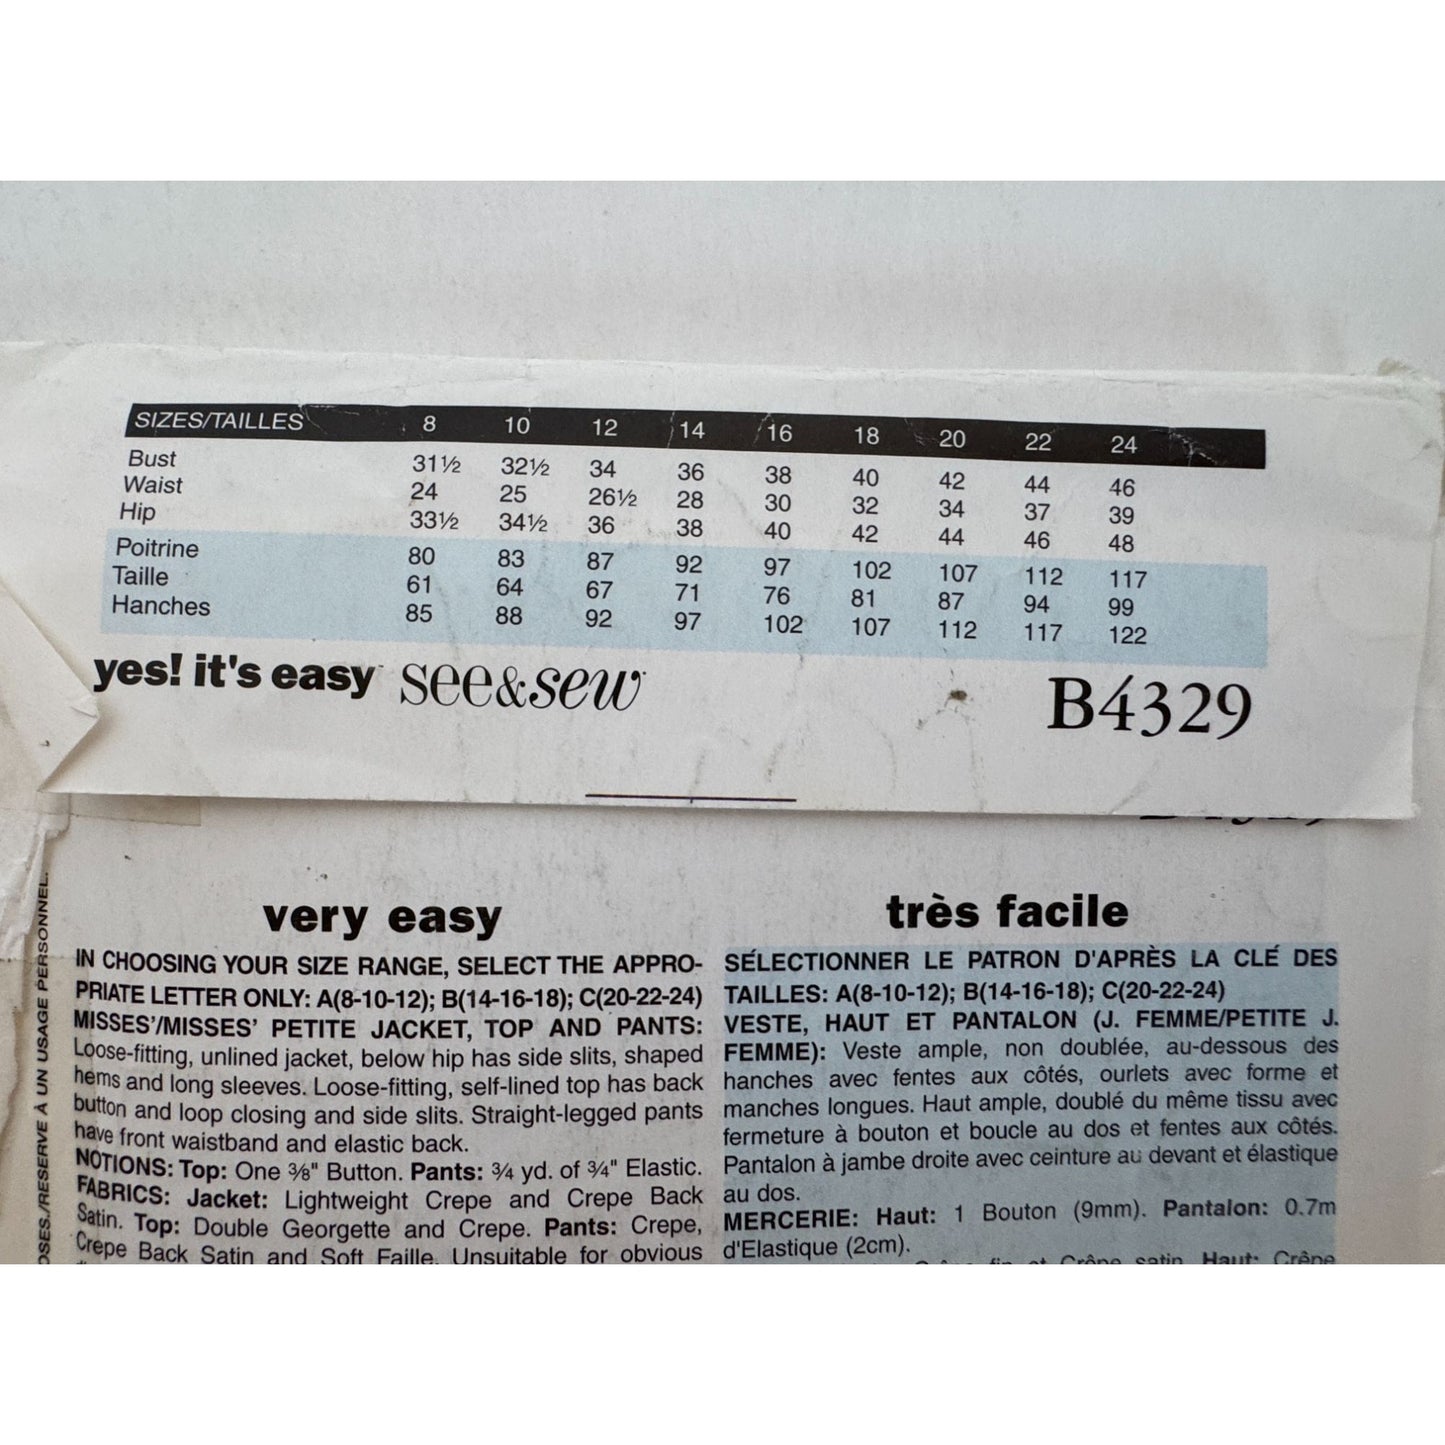 SIZES/TAILLES 8 10 12 14 16 18 20 22 24
Bust 31½ 32½ 34 36 38 40 42 44 46
Waist 24 25 26½ 28 30 32 34 37 39
Hip 33½ 34½ 36 38 40 42 44 46 48
Poitrine 80 83 87 92 97 102 107 112 117
Taille 61 64 67 71 76 81 87 94 99
Hanches 85 88 92 97 102 107 112 117 122
yes! it's easy™ see&sew B4329
very easy
IN CHOOSING YOUR SIZE RANGE, SELECT THE APPRO-
PRIATE LETTER ONLY: A(8-10-12); B(14-16-18); C(20-22-24)
MISSES'/MISSES' PETITE JACKET, TOP AND PANTS:
Loose-fitting, unlined jacket, below hip has side slits, shaped
hems and long sleeves. Loose-fitting, self-lined top has back
button and loop closing and side slits. Straight-legged pants
have front waistband and elastic back.
NOTIONS: Top: One ⅜" Button. Pants: ¾ yd. of ¾" Elastic.
FABRICS: Jacket: Lightweight Crepe and Crepe Back
Satin. Top: Double Georgette and Crepe. Pants: Crepe,
Crepe Back Satin and Soft Faille. Unsuitable for obvious
très facile
SÉLECTIONNER LE PATRON D'APRÈS LA CLÉ DES
TAILLES: A(8-10-12); B(14-16-18); C(20-22-24)
VESTE, HAUT ET PANTALON (J. FEMME/PETITE J.
FEMME): Veste ample, non doublée, au-dessous des
hanches avec fentes aux côtés, ourlets avec forme et
manches longues. Haut ample, doublé du même tissu avec
fermeture à bouton et boucle au dos et fentes aux côtés.
Pantalon à jambe droite avec ceinture au devant et élastique
au dos.
MERCERIE: Haut: 1 Bouton (9mm). Pantalon: 0.7m
d'Elastique (2cm).
fin et Crêpe satin. Haut: Crêpe
OSES./RESERVE À UN USAGE PERSONNEL.